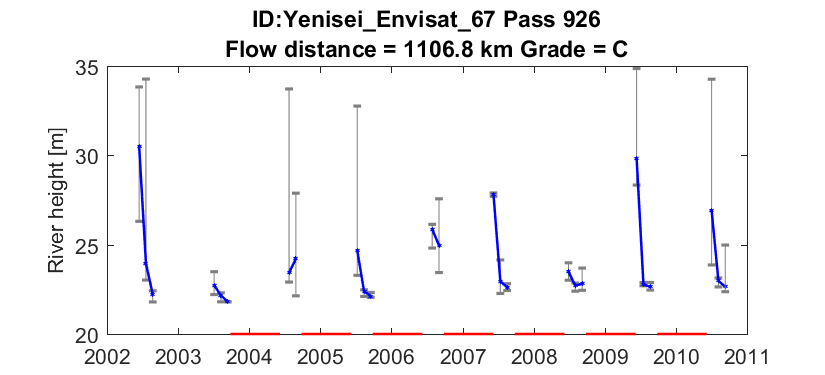 ID:Yenisei_Envisat_67 Pass 926
Flow distance = 1106.8 km Grade = C
River height [m]
35
30
25
20
2002 2003 2004 2005 2006 2007 2008 2009 2010 2011